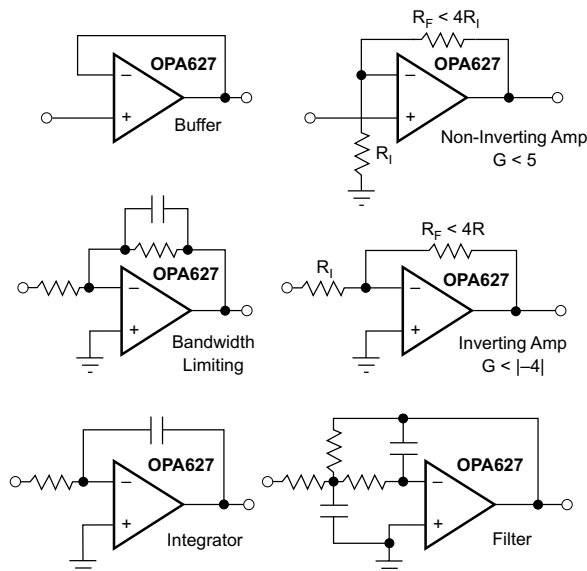 OPA627
−
+
Buffer
R_F < 4R_I
OPA627
−
+
R_I
Non-Inverting Amp
G < 5
OPA627
−
+
Bandwidth
Limiting
R_F < 4R
R_I
OPA627
−
+
Inverting Amp
G < |–4|
OPA627
−
+
Integrator
OPA627
−
+
Filter